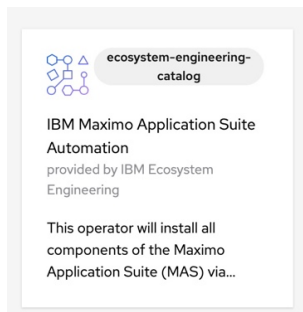 ecosystem-engineering-
catalog
IBM Maximo Application Suite
Automation
provided by IBM Ecosystem
Engineering
This operator will install all
components of the Maximo
Application Suite (MAS) via...